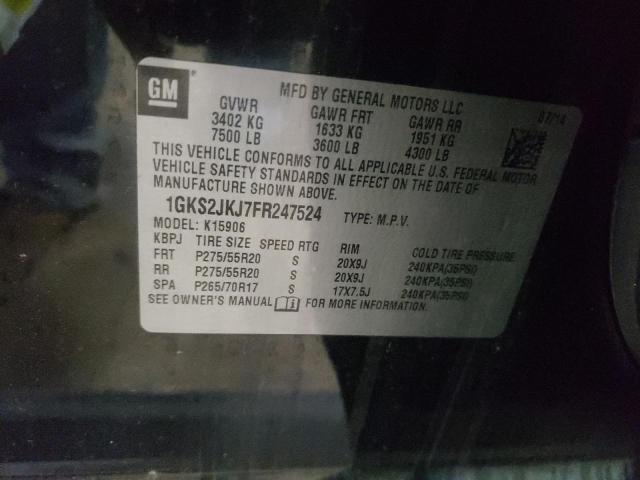 GM
MFD BY GENERAL MOTORS LLC
07/14
GVWR GAWR FRT GAWR RR
3402 KG 1633 KG 1951 KG
7500 LB 3600 LB 4300 LB
THIS VEHICLE CONFORMS TO ALL APPLICABLE U.S. FEDERAL MOTOR
VEHICLE SAFETY STANDARDS IN EFFECT ON THE DATE OF
MANUFACTURE SHOWN ABOVE.
1GKS2JKJ7FR247524 TYPE: M.P.V.
MODEL: K15906
KBPJ TIRE SIZE SPEED RTG RIM COLD TIRE PRESSURE
FRT P275/55R20 S 20X9J 240KPA(35PSI)
RR P275/55R20 S 20X9J 240KPA(35PSI)
SPA P265/70R17 S 17X7.5J 240KPA(35PSI)
SEE OWNER'S MANUAL FOR MORE INFORMATION.